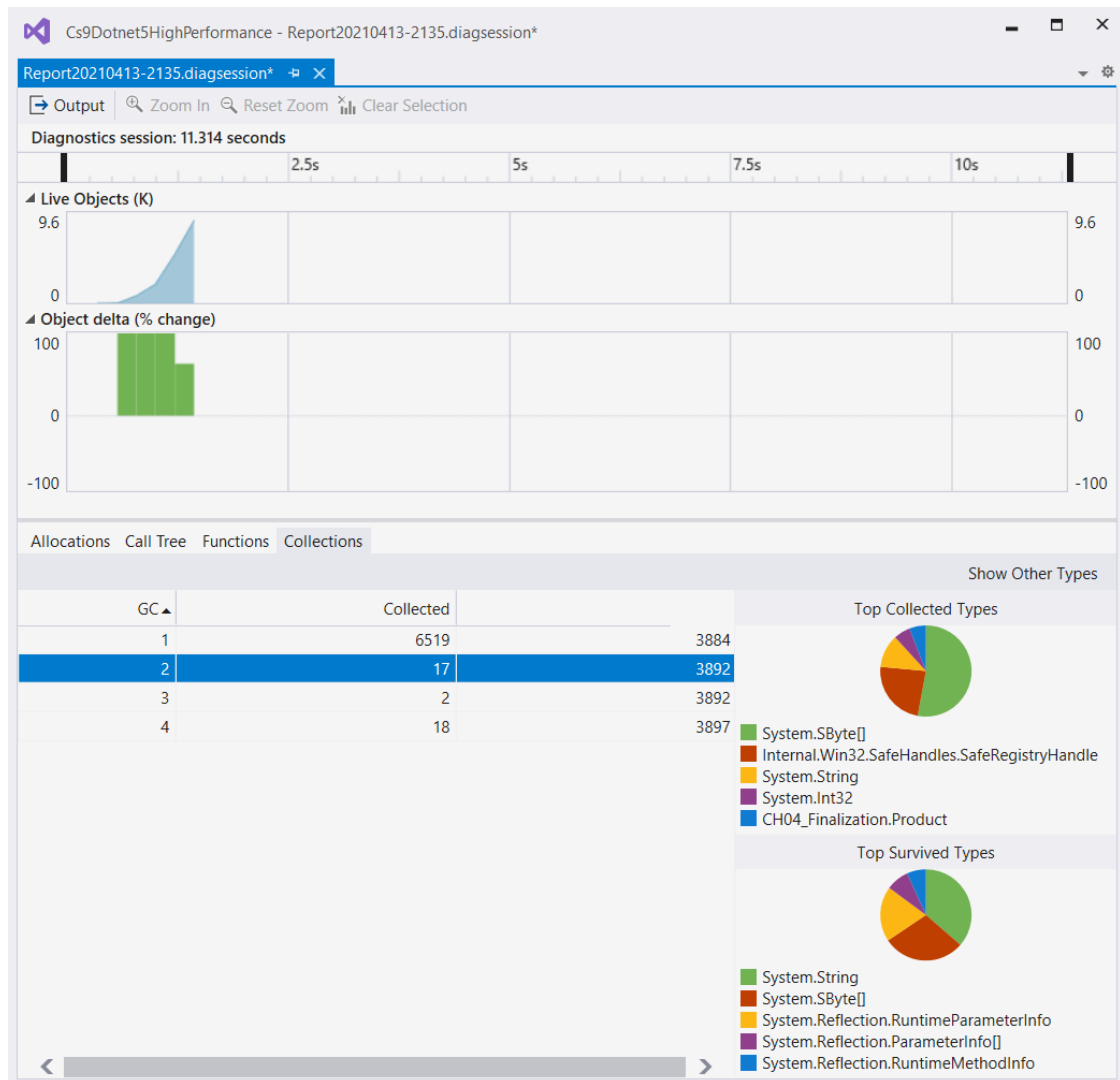 Cs9Dotnet5HighPerformance - Report20210413-2135.diagsession*
Report20210413-2135.diagsession*
Output Zoom In Reset Zoom Clear Selection
Diagnostics session: 11.314 seconds
2.5s 5s 7.5s 10s
Live Objects (K)
9.6 9.6
0 0
Object delta (% change)
100 100
0 0
-100 -100
Allocations Call Tree Functions Collections
Show Other Types
GC Collected
1 6519 3884
2 17 3892
3 2 3892
4 18 3897
Top Collected Types
System.SByte[]
Internal.Win32.SafeHandles.SafeRegistryHandle
System.String
System.Int32
CH04_Finalization.Product
Top Survived Types
System.String
System.SByte[]
System.Reflection.RuntimeParameterInfo
System.Reflection.ParameterInfo[]
System.Reflection.RuntimeMethodInfo